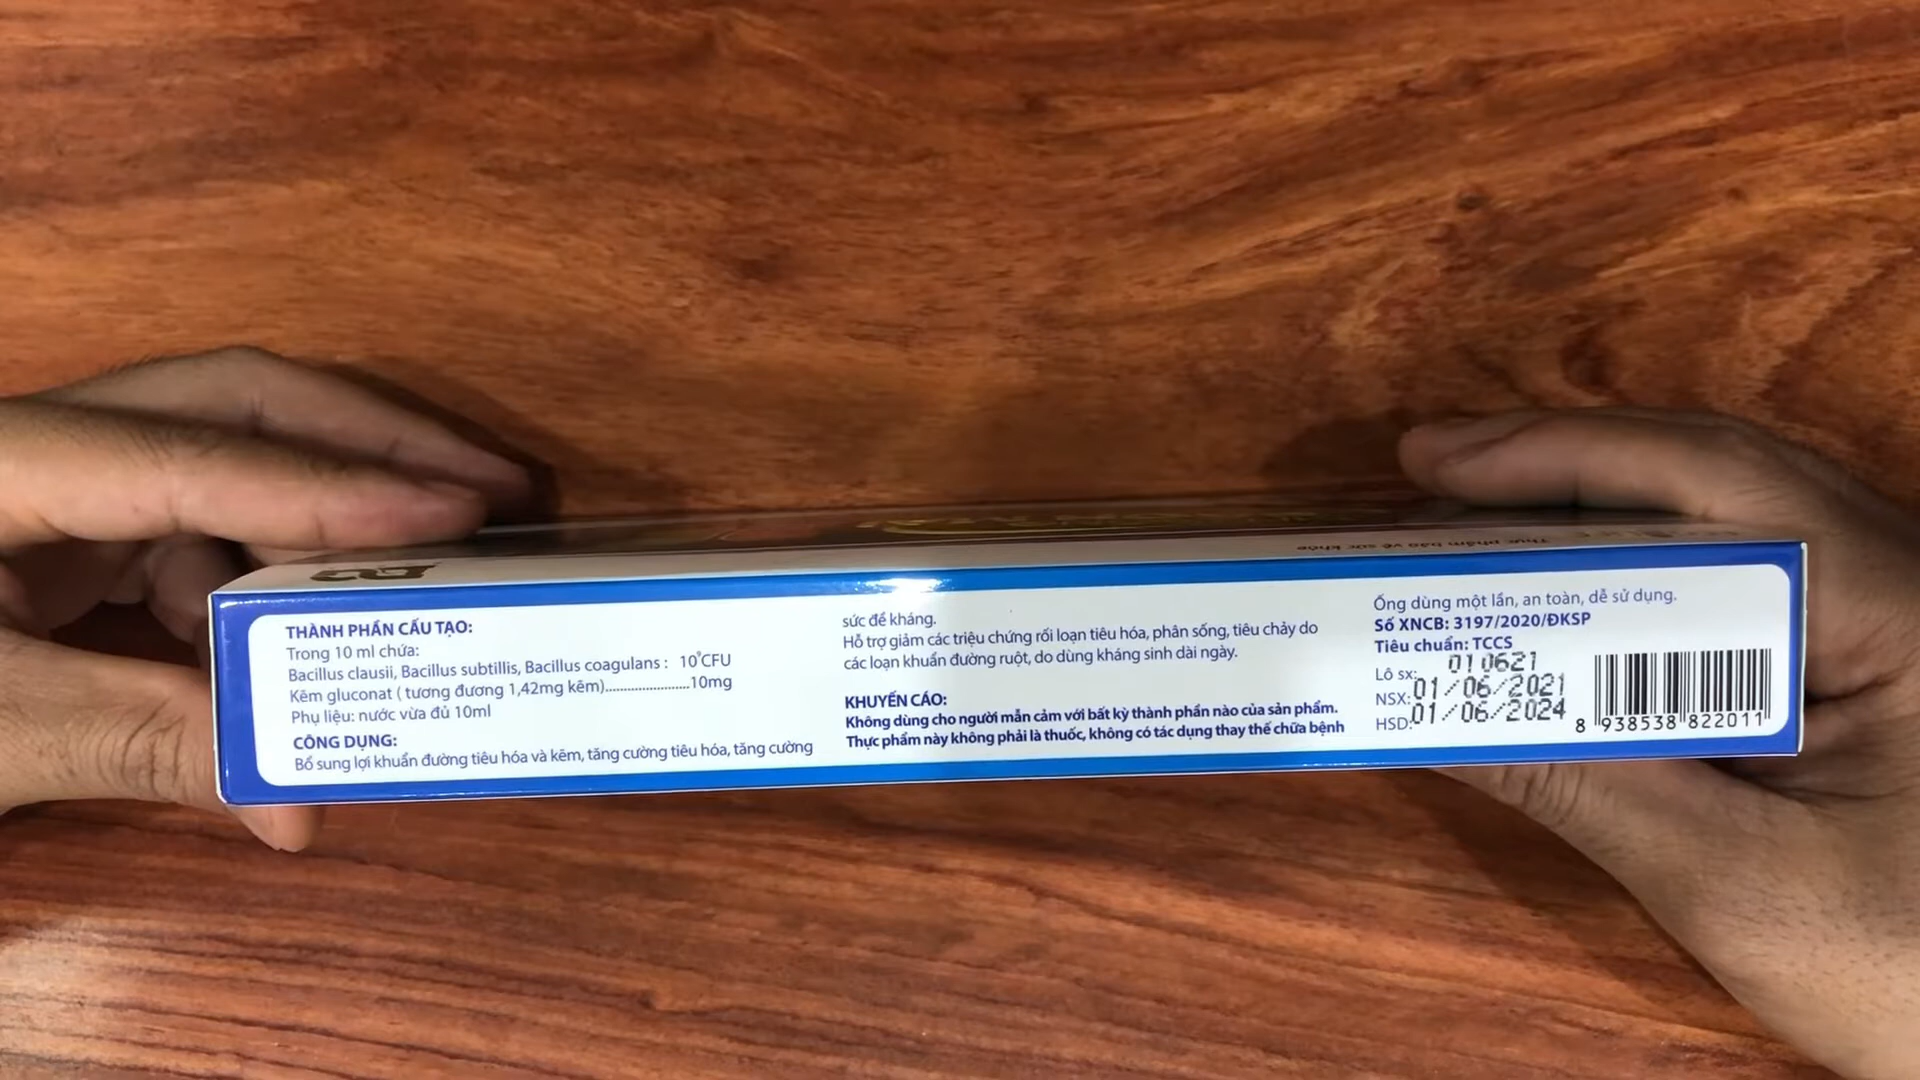 Thực phẩm bảo vệ sức khỏe
THÀNH PHẦN CẤU TẠO:
Trong 10 ml chứa:
Bacillus clausii, Bacillus subtillis, Bacillus coagulans : 10⁹CFU
Kẽm gluconat ( tương đương 1,42mg kẽm)........................10mg
Phụ liệu: nước vừa đủ 10ml
CÔNG DỤNG:
Bổ sung lợi khuẩn đường tiêu hóa và kẽm, tăng cường tiêu hóa, tăng cường
sức đề kháng.
Hỗ trợ giảm các triệu chứng rối loạn tiêu hóa, phân sống, tiêu chảy do
các loạn khuẩn đường ruột, do dùng kháng sinh dài ngày.
KHUYẾN CÁO:
Không dùng cho người mẫn cảm với bất kỳ thành phần nào của sản phẩm.
Thực phẩm này không phải là thuốc, không có tác dụng thay thế chữa bệnh
Ống dùng một lần, an toàn, dễ sử dụng.
Số XNCB: 3197/2020/ĐKSP
Tiêu chuẩn: TCCS
Lô sx: 010621
NSX: 01/06/2021
HSD: 01/06/2024
8 938538 822011